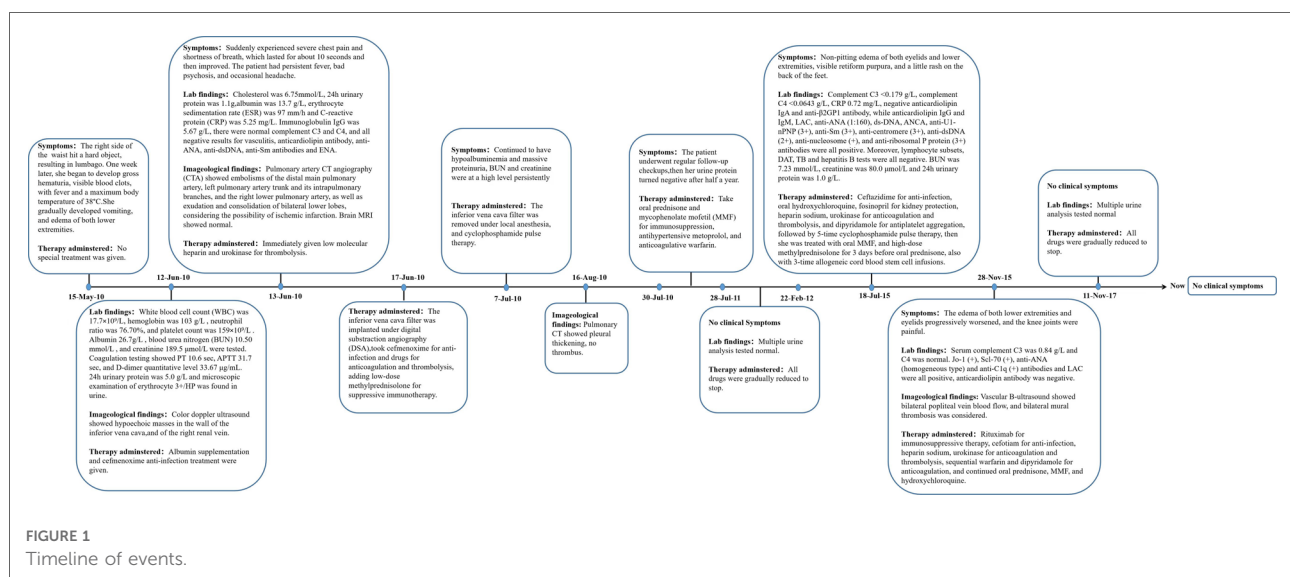 Symptoms: The right side of
the waist hit a hard object,
resulting in lumbago. One week
later, she began to develop gross
hematuria, visible blood clots,
with fever and a maximum body
temperature of 38°C.She
gradually developed vomiting, and
edema of both lower
extremities.
Therapy adminstered: No
special treatment was given.
Symptoms: Suddenly experienced severe chest pain and
shortness of breath, which lasted for about 10 seconds and
then improved. The patient had persistent fever, bad
psychosis, and occasional headache.
Lab findings: Cholesterol was 6.75mmol/L, 24h urinary
protein was 1.1g,albumin was 13.7 g/L, erythrocyte
sedimentation rate (ESR) was 97 mm/h and C-reactive
protein (CRP) was 5.25 mg/L. Immunoglobulin IgG was
5.67 g/L, there were normal complement C3 and C4, and all
negative results for vasculitis, anticardiolipin antibody, anti-
ANA, anti-dsDNA, anti-Sm antibodies and ENA.
Imageological findings: Pulmonary artery CT angiography
(CTA) showed embolisms of the distal main pulmonary
artery, left pulmonary artery trunk and its intrapulmonary
branches, and the right lower pulmonary artery, as well as
exudation and consolidation of bilateral lower lobes,
considering the possibility of ischemic infarction. Brain MRI
showed normal.
Therapy adminstered: Immediately given low molecular
heparin and urokinase for thrombolysis.
Symptoms: Continued to have
hypoalbuminemia and massive
proteinuria, BUN and creatinine
were at a high level persistently
Therapy adminstered: The
inferior vena cava filter was
removed under local anesthesia,
and cyclophosphamide pulse
therapy.
Symptoms: The patient
underwent regular follow-up
checkups,then her urine protein
turned negative after half a year.
Therapy adminstered: Take
oral prednisone and
mycophenolate mofetil (MMF)
for immunosuppression,
antihypertensive metoprolol, and
anticoagulative warfarin.
Symptoms: Non-pitting edema of both eyelids and lower
extremities, visible retiform purpura, and a little rash on the
back of the feet.
Lab findings: Complement C3 <0.179 g/L, complement
C4 <0.0643 g/L, CRP 0.72 mg/L, negative anticardiolipin
IgA and anti-β2GP1 antibody, while anticardiolipin IgG and
IgM, LAC, anti-ANA (1:160), ds-DNA, ANCA, anti-U1-
nPNP (3+), anti-Sm (3+), anti-centromere (3+), anti-dsDNA
(2+), anti-nucleosome (+), and anti-ribosomal P protein (3+)
antibodies were all positive. Moreover, lymphocyte subsets,
DAT, TB and hepatitis B tests were all negative. BUN was
7.23 mmol/L, creatinine was 80.0 μmol/L and 24h urinary
protein was 1.0 g/L.
Therapy adminstered: Ceftazidime for anti-infection,
oral hydroxychloroquine, fosinopril for kidney protection,
heparin sodium, urokinase for anticoagulation and
thrombolysis, and dipyridamole for antiplatelet aggregation,
followed by 5-time cyclophosphamide pulse therapy, then
she was treated with oral MMF, and high-dose
methylprednisolone for 3 days before oral prednisone, also
with 3-time allogeneic cord blood stem cell infusions.
No clinical symptoms
Lab findings: Multiple urine
analysis tested normal
Therapy adminstered: All
drugs were gradually reduced to
stop.
15-May-10
12-Jun-10
13-Jun-10
17-Jun-10
7-Jul-10
16-Aug-10
30-Jul-10
28-Jul-11
22-Feb-12
18-Jul-15
28-Nov-15
11-Nov-17
Now
No clinical symptoms
Lab findings: White blood cell count (WBC) was
17.7×10⁹/L, hemoglobin was 103 g/L , neutrophil
ratio was 76.70%, and platelet count was 159×10⁹/L .
Albumin 26.7g/L , blood urea nitrogen (BUN) 10.50
mmol/L , and creatinine 189.5 μmol/L were tested.
Coagulation testing showed PT 10.6 sec, APTT 31.7
sec, and D-dimer quantitative level 33.67 μg/mL.
24h urinary protein was 5.0 g/L and microscopic
examination of erythrocyte 3+/HP was found in
urine.
Imageological findings: Color doppler ultrasound
showed hypoechoic masses in the wall of the
inferior vena cava,and of the right renal vein.
Therapy adminstered: Albumin supplementation
and cefmenoxime anti-infection treatment were
given.
Therapy adminstered: The
inferior vena cava filter was
implanted under digital
substraction angiography
(DSA),took cefmenoxime for anti-
infection and drugs for
anticoagulation and thrombolysis,
adding low-dose
methylprednisolone for
suppressive immunotherapy.
Imageological
findings: Pulmonary
CT showed pleural
thickening, no
thrombus.
No clinical Symptoms
Lab findings: Multiple urine
analysis tested normal.
Therapy adminstered: All
drugs were gradually reduced to
stop.
Symptoms: The edema of both lower extremities and
eyelids progressively worsened, and the knee joints were
painful.
Lab findings: Serum complement C3 was 0.84 g/L and
C4 was normal. Jo-1 (+), Scl-70 (+), anti-ANA
(homogeneous type) and anti-C1q (+) antibodies and LAC
were all positive, anticardiolipin antibody was negative.
Imageological findings: Vascular B-ultrasound showed
bilateral popliteal vein blood flow, and bilateral mural
thrombosis was considered.
Therapy adminstered: Rituximab for
immunosuppressive therapy, cefotiam for anti-infection,
heparin sodium, urokinase for anticoagulation and
thrombolysis, sequential warfarin and dipyridamole for
anticoagulation, and continued oral prednisone, MMF, and
hydroxychloroquine.
FIGURE 1
Timeline of events.